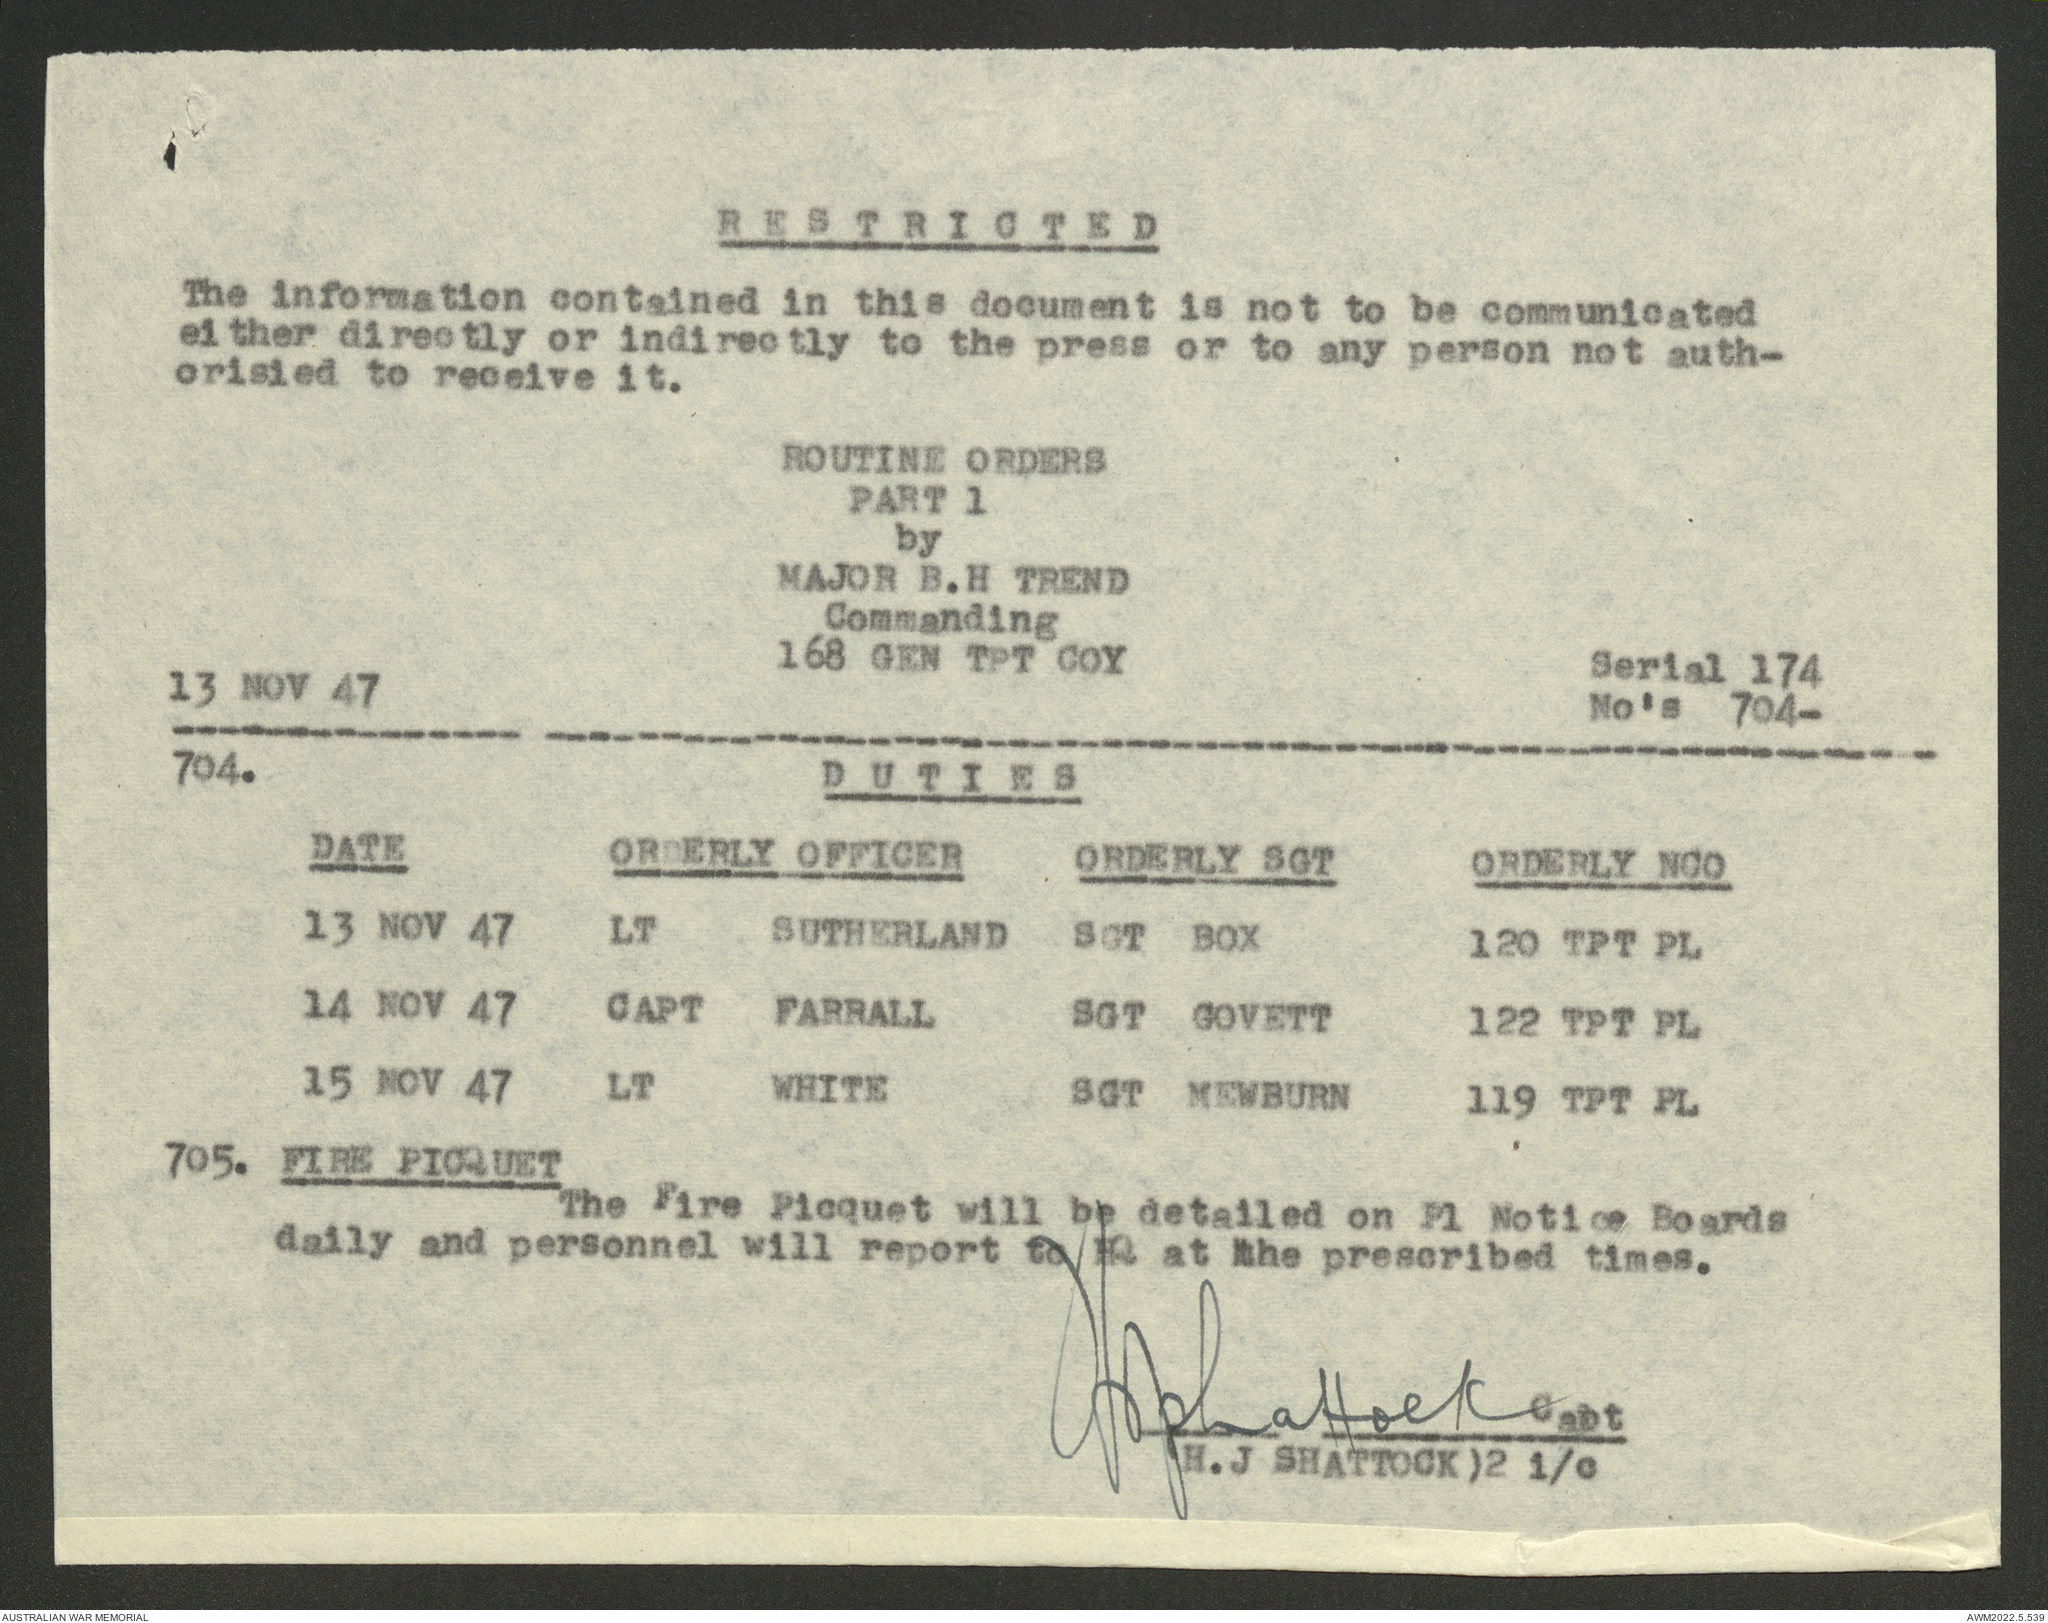 R E S T R I C T E D
The information contained in this document is not to be communicated
either directly or indirectly to the press or to any person not auth-
orisied to receive it.
ROUTINE ORDERS
PART 1
by
MAJOR B.H TREND
Commanding
168 GEN TPT COY
13 NOV 47
Serial 174
No's 704-
704. D U T I E S
DATE ORDERLY OFFICER ORDERLY SGT ORDERLY NCO
13 NOV 47 LT SUTHERLAND SGT BOX 120 TPT PL
14 NOV 47 CAPT FARRALL SGT GOVETT 122 TPT PL
15 NOV 47 LT WHITE SGT MEWBURN 119 TPT PL
705. FIRE PICQUET
The Fire Picquet will be detailed on Pl Notice Boards
daily and personnel will report to HQ at the prescribed times.
HJShattock Capt
(H.J SHATTOCK)2 i/c
AUSTRALIAN WAR MEMORIAL
AWM2022.5.539